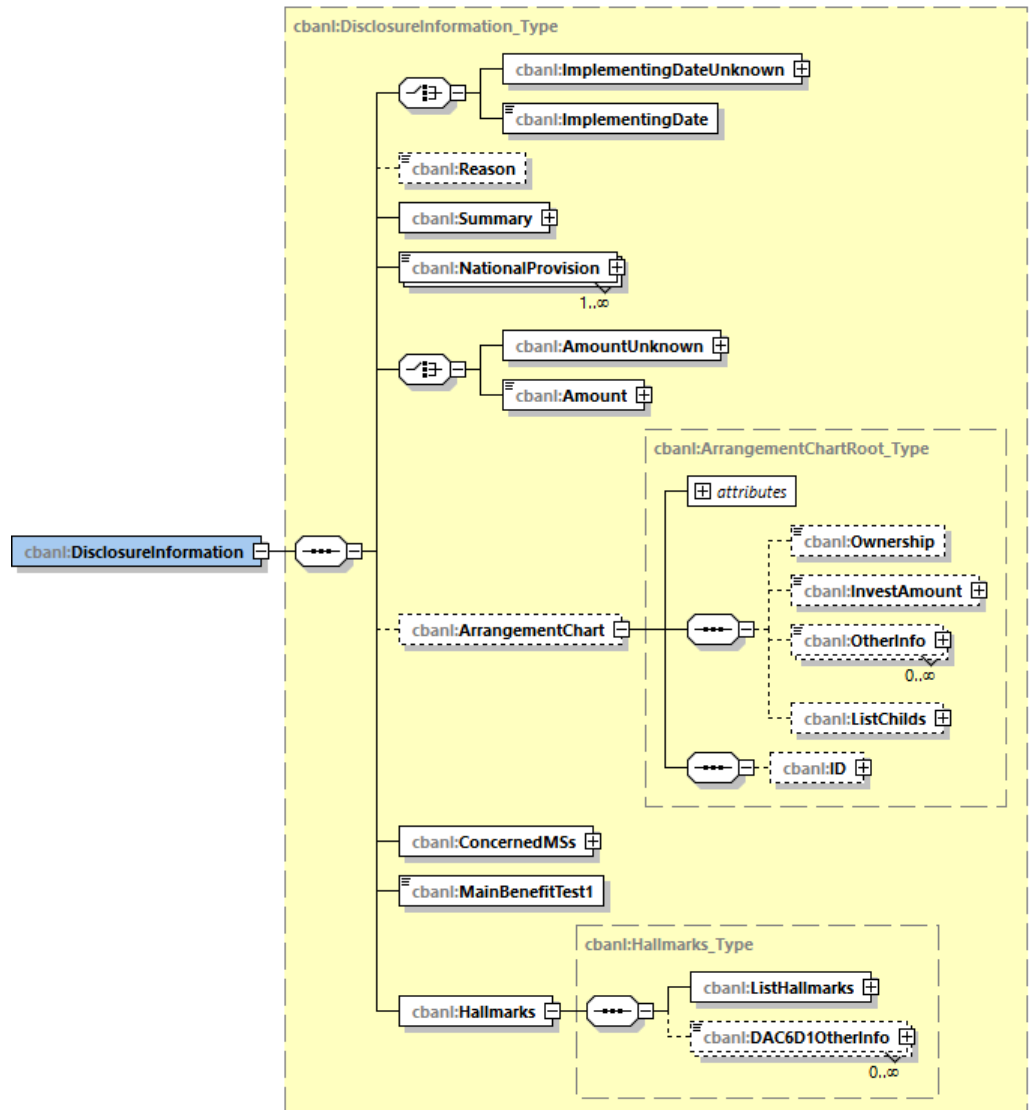 cbanl:DisclosureInformation_Type
cbanl:ImplementingDateUnknown
cbanl:ImplementingDate
cbanl:Reason
cbanl:Summary
cbanl:NationalProvision
1..∞
cbanl:AmountUnknown
cbanl:Amount
cbanl:ArrangementChartRoot_Type
attributes
cbanl:DisclosureInformation
cbanl:Ownership
cbanl:InvestAmount
cbanl:ArrangementChart
cbanl:OtherInfo
0..∞
cbanl:ListChilds
cbanl:ID
cbanl:ConcernedMSs
cbanl:MainBenefitTest1
cbanl:Hallmarks_Type
cbanl:ListHallmarks
cbanl:Hallmarks
cbanl:DAC6D1OtherInfo
0..∞